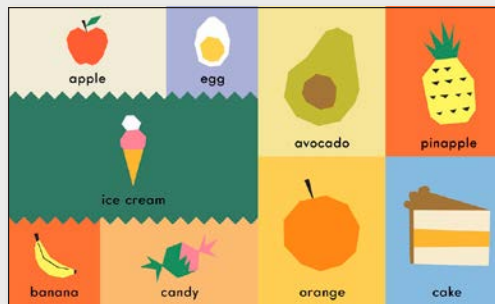 apple
egg
avocado
pinapple
ice cream
banana
candy
orange
cake